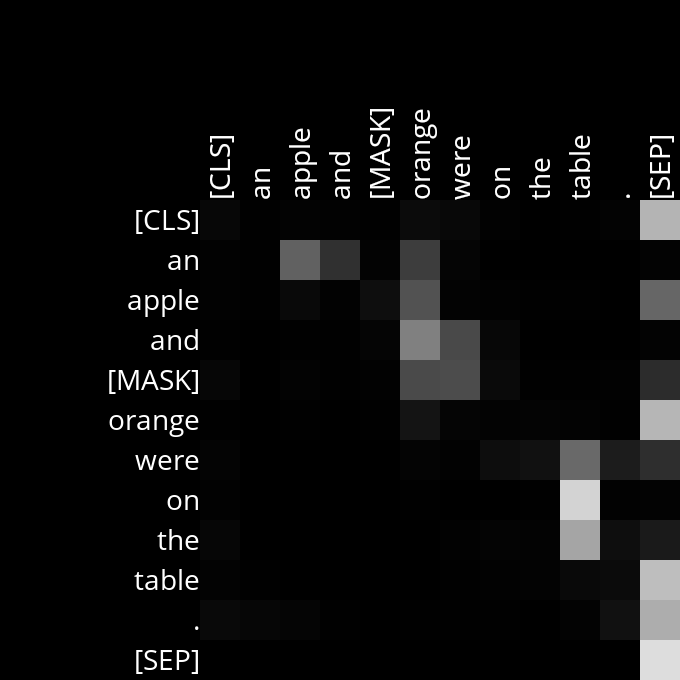 [CLS]
an
apple
and
[MASK]
orange
were
on
the
table
.
[SEP]
[CLS]
an
apple
and
[MASK]
orange
were
on
the
table
.
[SEP]